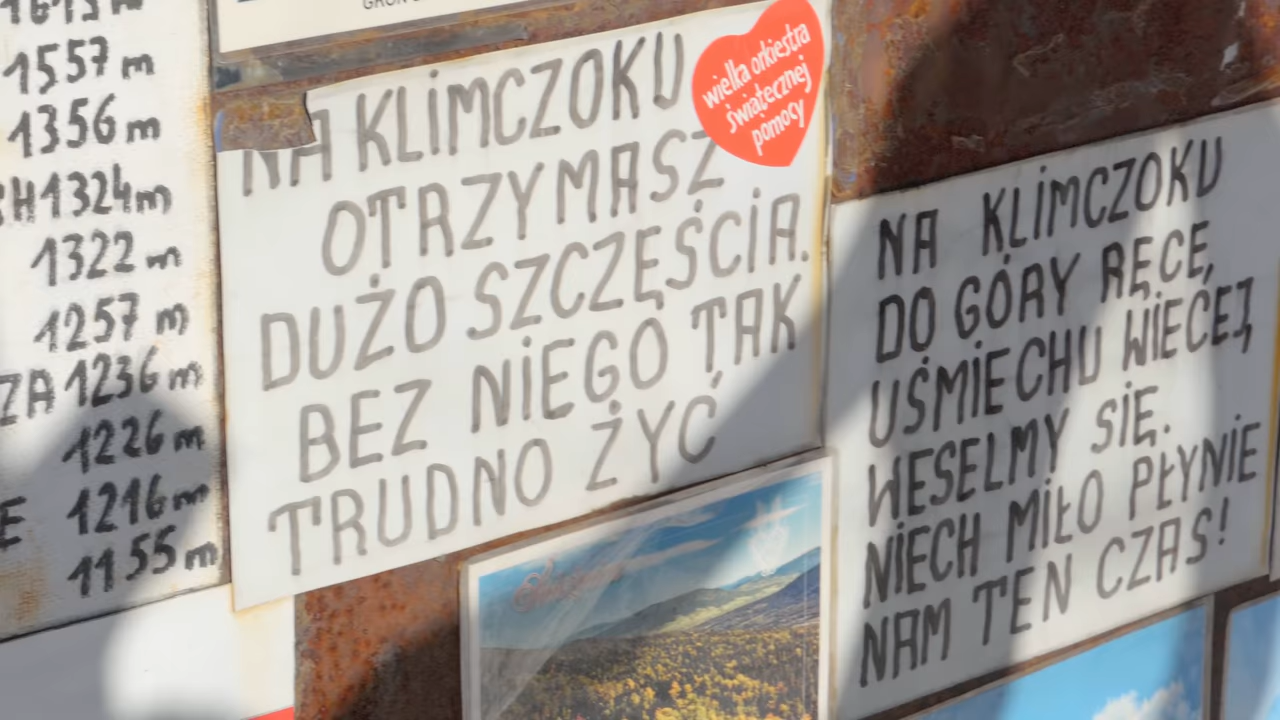 1557 m
1356 m
1324m
1322 m
1257 m
ZA 1236 m
1226 m
1216 m
1155 m
NA KLIMCZOKU
OTRZYMASZ
DUŻO SZCZĘŚCIA.
BEZ NIEGO TAK
TRUDNO ŻYĆ
wielka orkiestra
świątecznej
pomocy
NA KLIMCZOKU
DO GÓRY RĘCE,
UŚMIECHU WIĘCEJ
WESELMY SIĘ.
NIECH MIŁO PŁYNIE
NAM TEN CZAS!